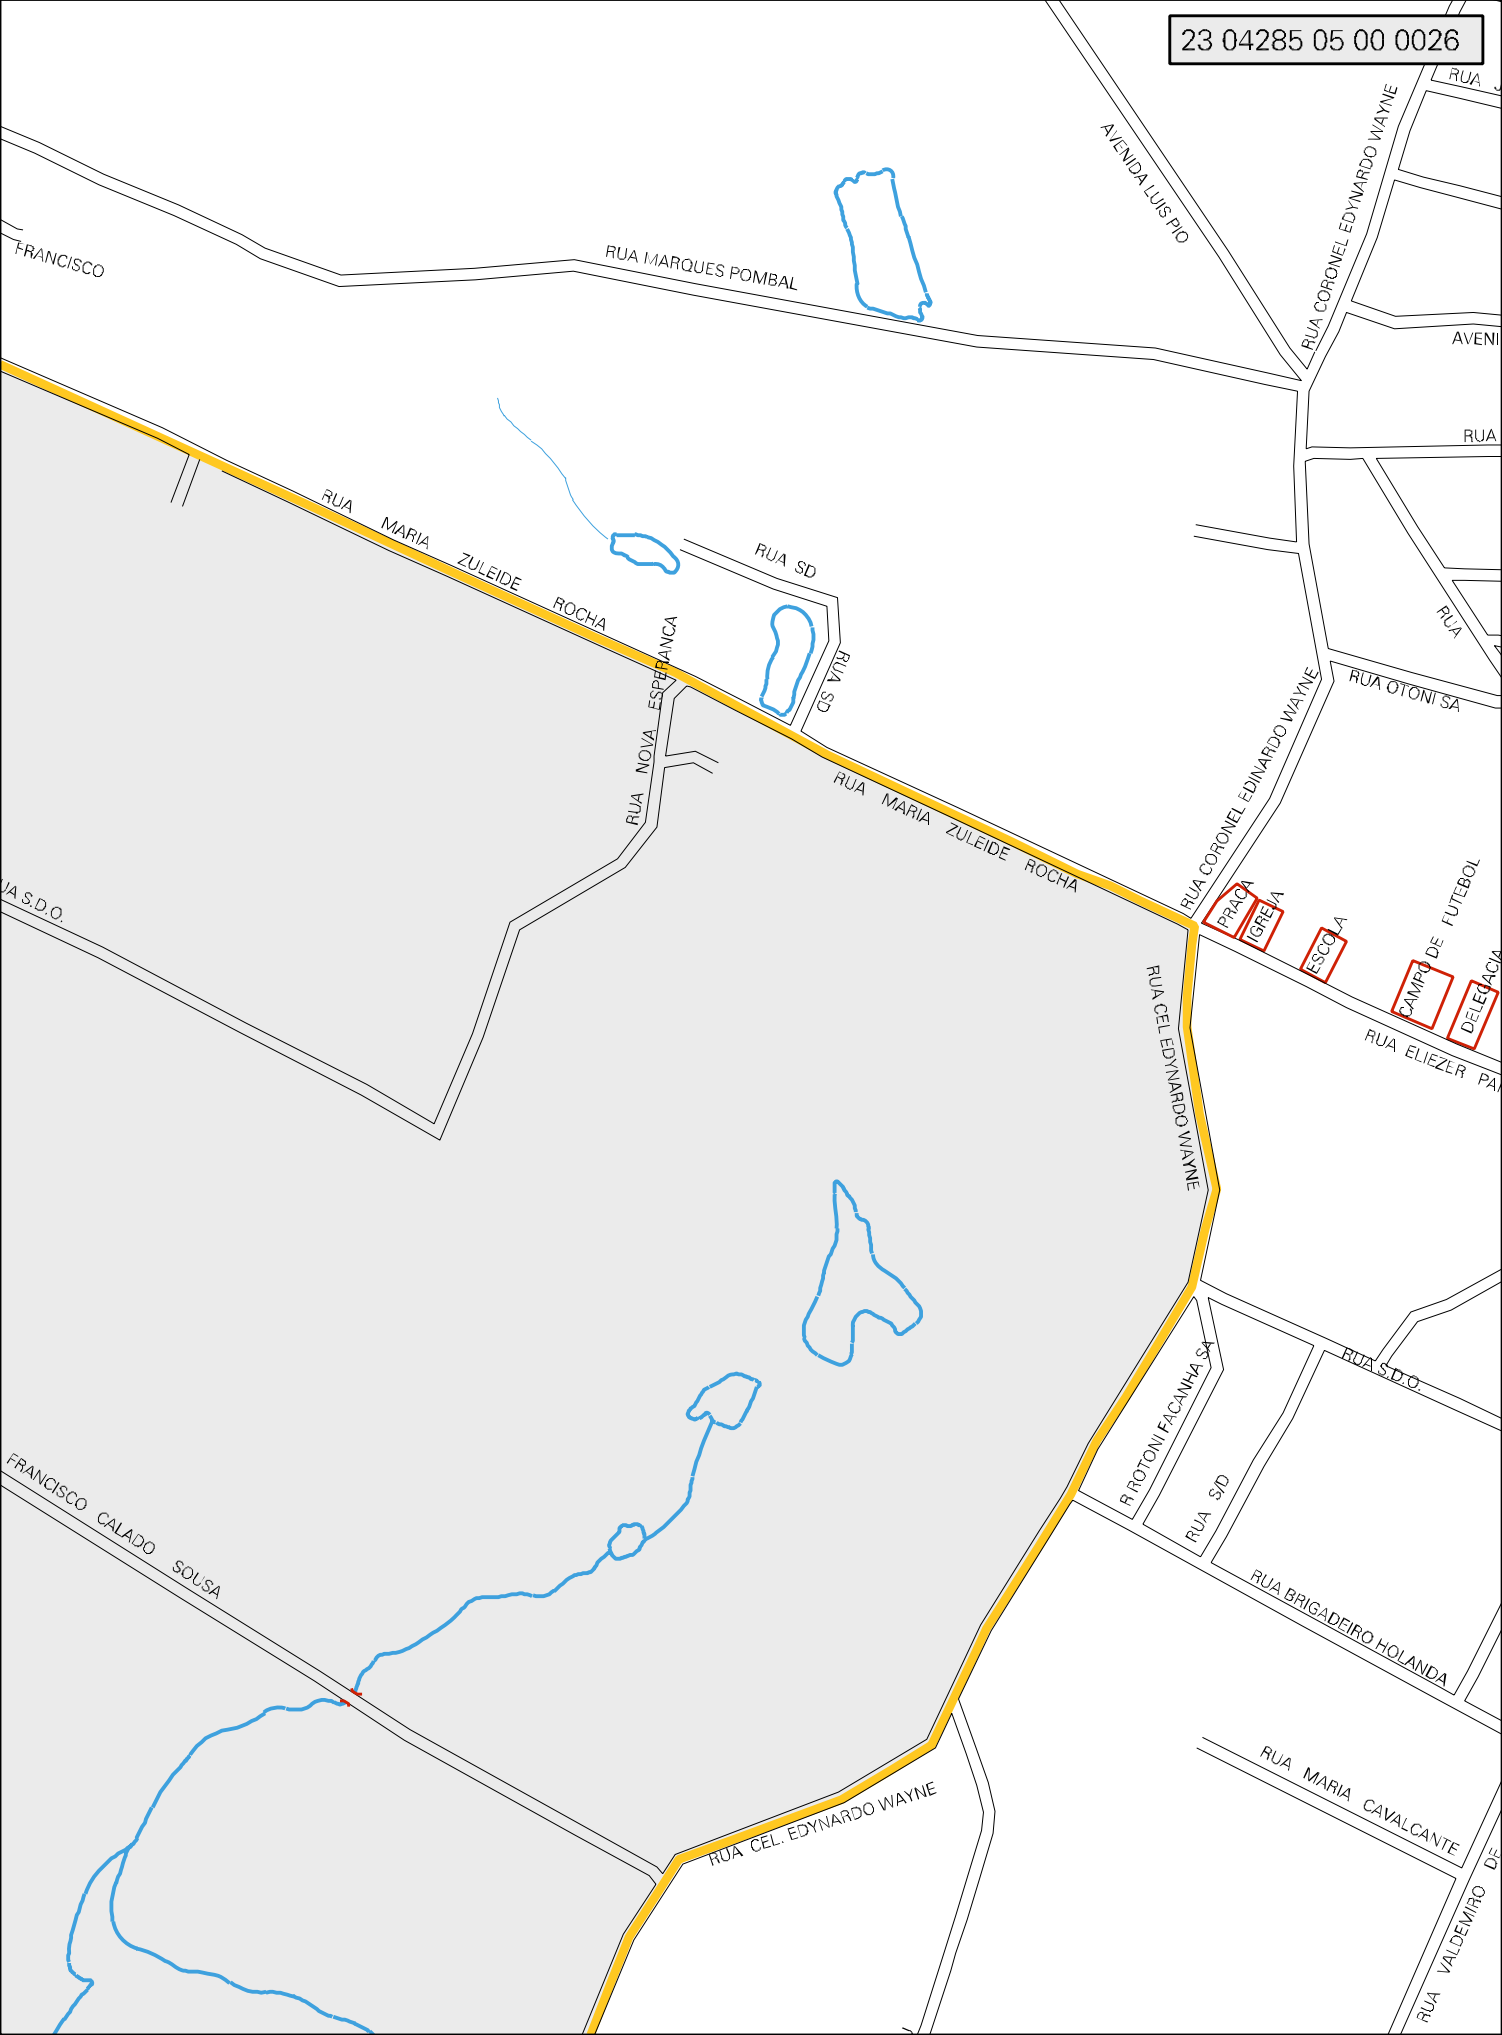 23 04285 05 00 0026
RUA J
AVENIDA LUIS PIO
RUA CORONEL EDYNARDO WAYNE
FRANCISCO
RUA MARQUES POMBAL
AVENI
RUA
RUA MARIA ZULEIDE ROCHA
RUA SD
RUA SD
RUA
RUA NOVA ESPERANCA
RUA OTONI SA
RUA CORONEL EDINARDO WAYNE
RUA MARIA ZULEIDE ROCHA
UA S.D.O.
PRACA
IGREJA
ESCOLA
CAMPO DE FUTEBOL
DELEGACIA
RUA ELIEZER PA
RUA CEL EDYNARDO WAYNE
RUA S.D.O.
R ROTONI FACANHA SA
RUA S/D
FRANCISCO CALADO SOUSA
RUA BRIGADEIRO HOLANDA
RUA MARIA CAVALCANTE
RUA CEL. EDYNARDO WAYNE
RUA VALDEMIRO DE